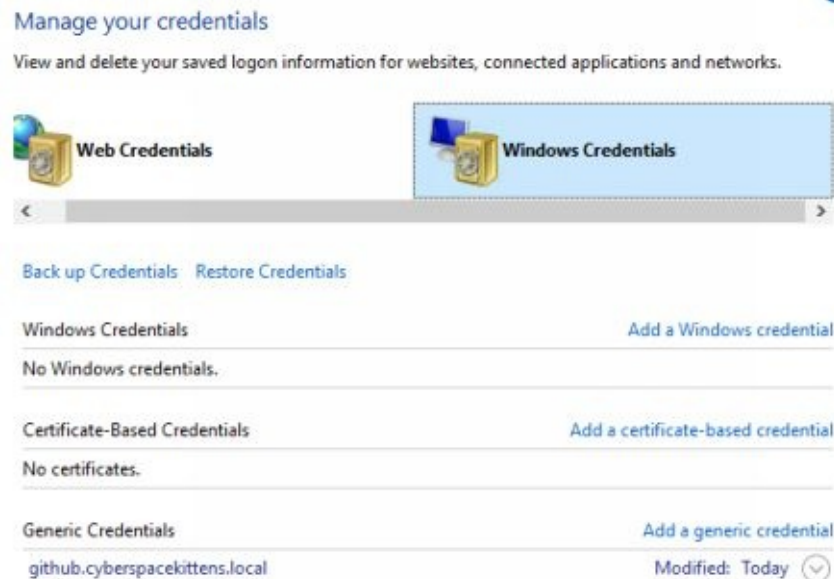 Manage your credentials
View and delete your saved logon information for websites, connected applications and networks.
Web Credentials
Windows Credentials
Back up Credentials Restore Credentials
Windows Credentials Add a Windows credential
No Windows credentials.
Certificate-Based Credentials Add a certificate-based credential
No certificates.
Generic Credentials Add a generic credential
github.cyberspacekittens.local Modified: Today